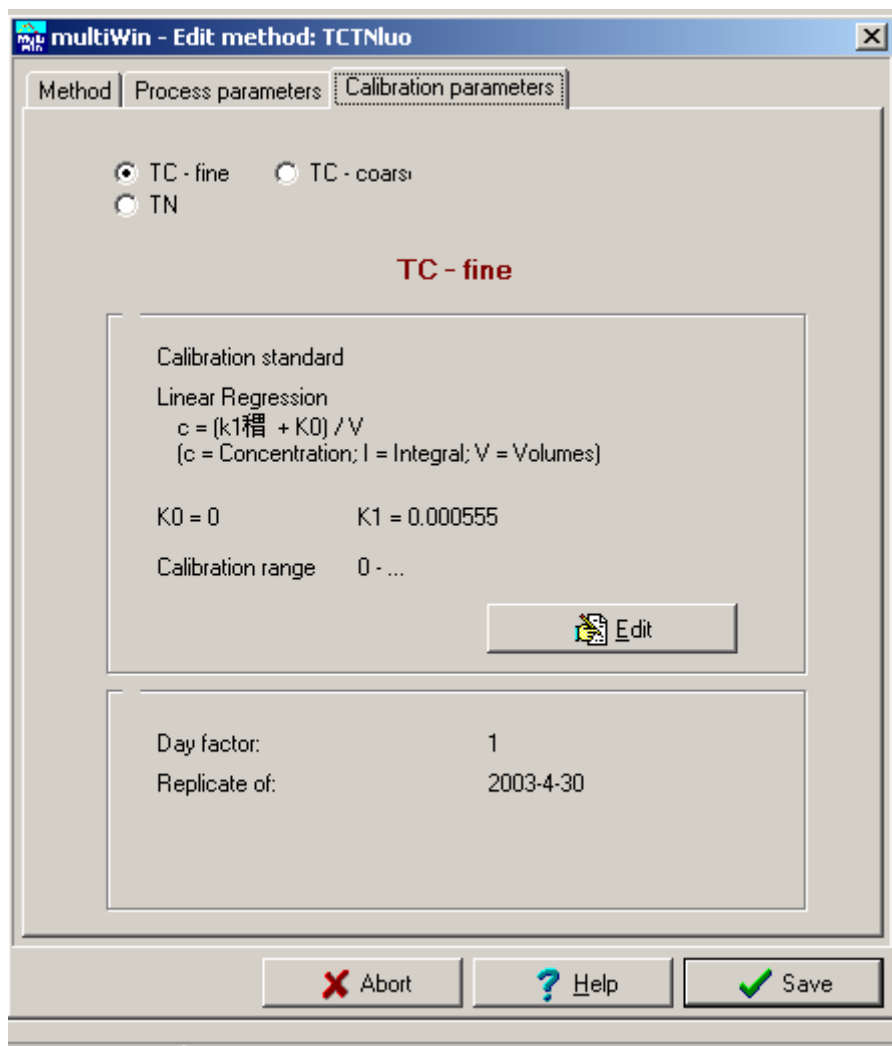 multiWin - Edit method: TCTNluo
Method Process parameters Calibration parameters
TC - fine TC - coars
TN
TC - fine
Calibration standard
Linear Regression
c = (k1穯 + K0) / V
(c = Concentration; I = Integral; V = Volumes)
K0 = 0 K1 = 0.000555
Calibration range 0 - ...
Edit
Day factor: 1
Replicate of: 2003-4-30
Abort Help Save